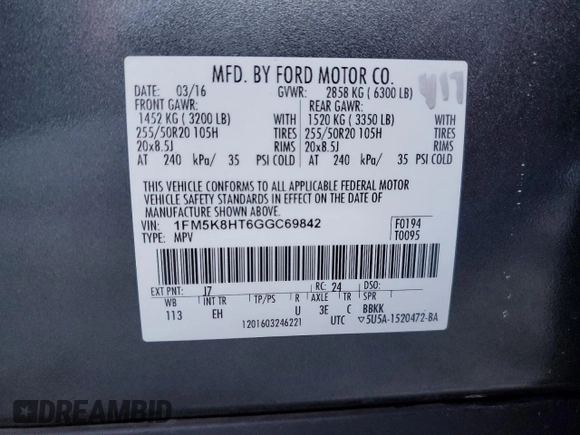 MFD. BY FORD MOTOR CO.
DATE: 03/16 GVWR: 2858 KG ( 6300 LB)
FRONT GAWR: REAR GAWR:
1452 KG ( 3200 LB) WITH 1520 KG ( 3350 LB) WITH
255/50R20 105H TIRES 255/50R20 105H TIRES
20x8.5J RIMS 20x8.5J RIMS
AT 240 kPa/ 35 PSI COLD AT 240 kPa/ 35 PSI COLD
THIS VEHICLE CONFORMS TO ALL APPLICABLE FEDERAL MOTOR
VEHICLE SAFETY STANDARDS IN EFFECT ON THE DATE OF
MANUFACTURE SHOWN ABOVE.
VIN: 1FM5K8HT6GGC69842 F0194
TYPE: MPV T0095
EXT PNT: J7 RC: 24 DSO:
WB INT TR TP/PS R AXLE TR SPR
113 EH U 3E C BBKK
1201603246221 UTC ▽5U5A-1520472-BA
DREAMBID